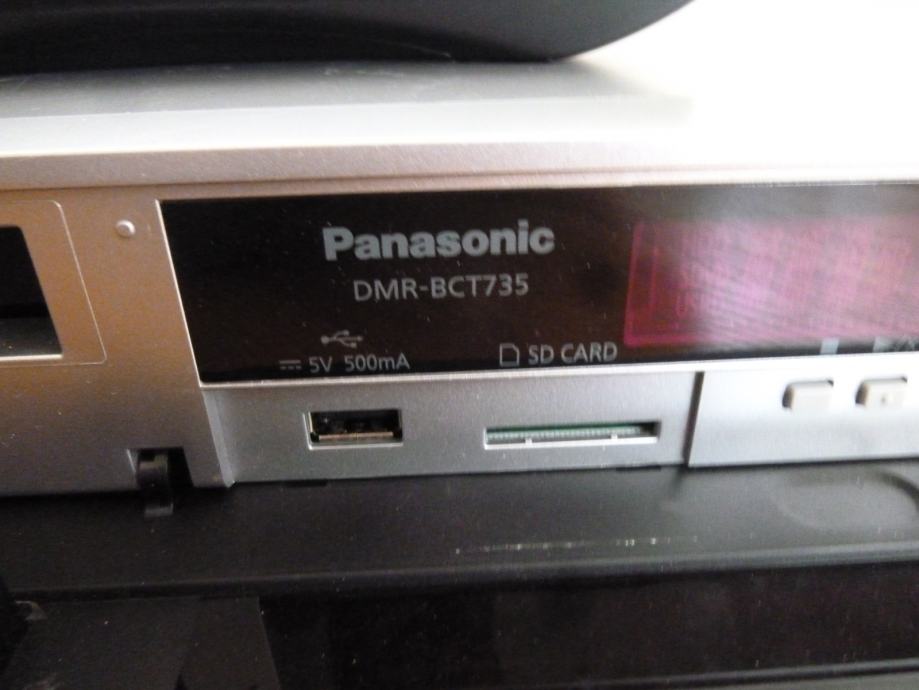 Panasonic
DMR-BCT735
5V 500mA
SD CARD